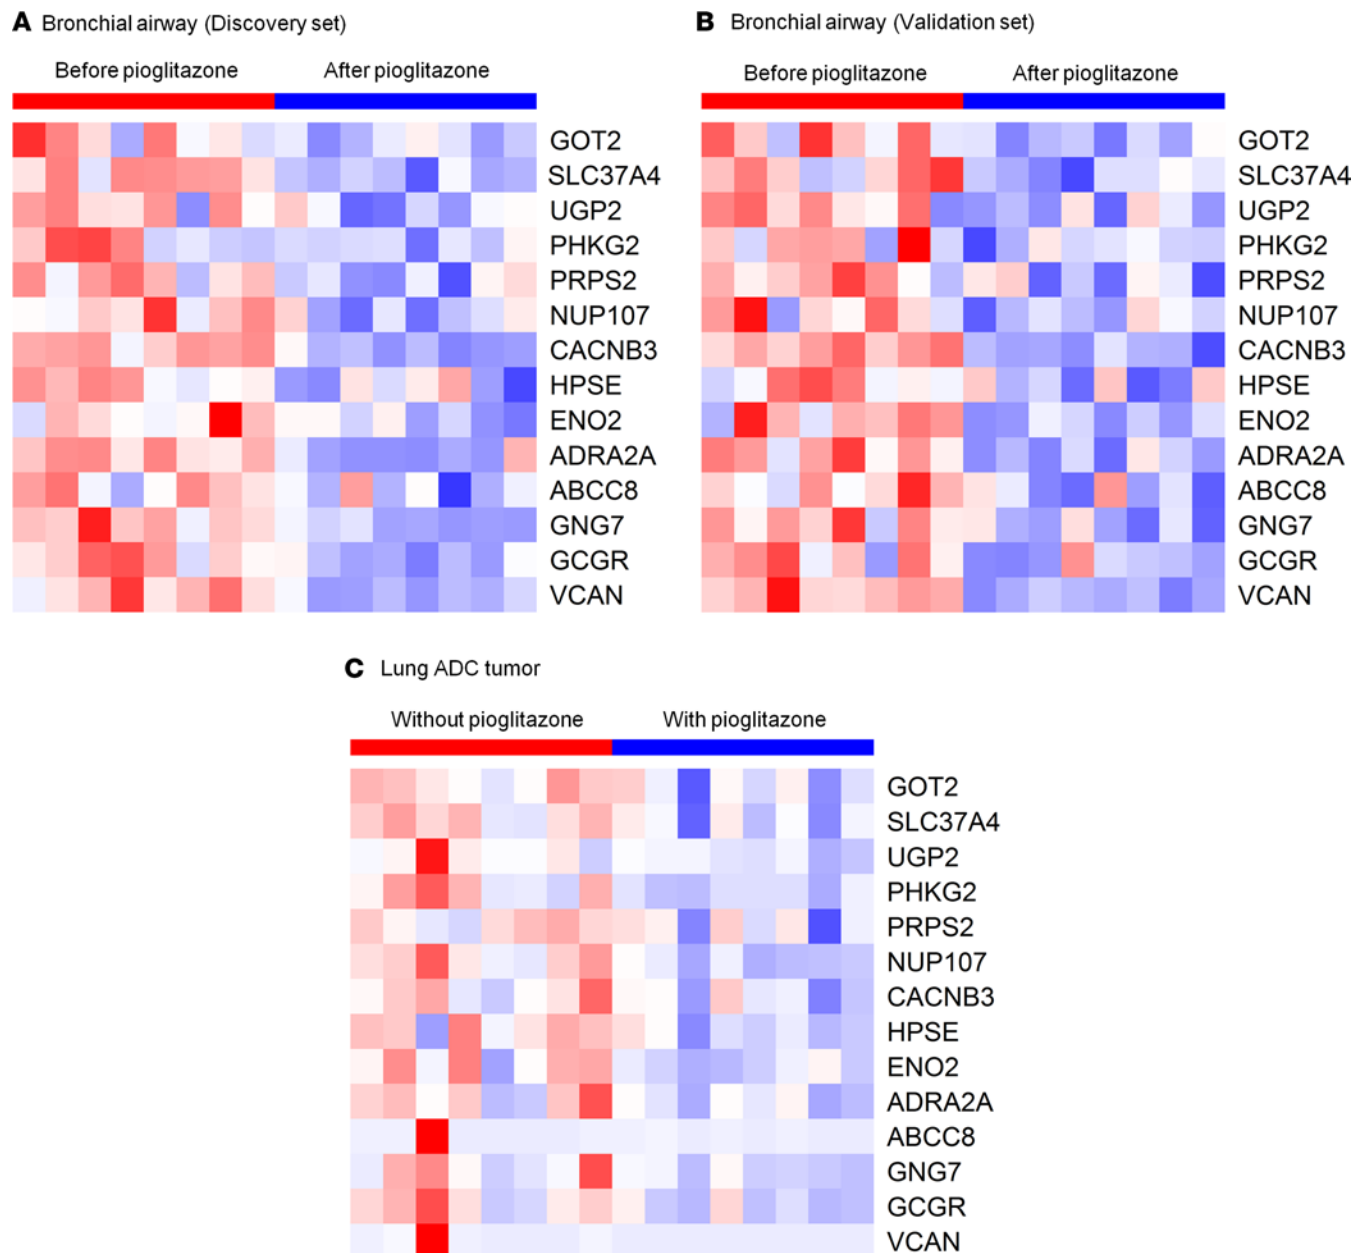 A Bronchial airway (Discovery set)
Before pioglitazone After pioglitazone
GOT2
SLC37A4
UGP2
PHKG2
PRPS2
NUP107
CACNB3
HPSE
ENO2
ADRA2A
ABCC8
GNG7
GCGR
VCAN
B Bronchial airway (Validation set)
Before pioglitazone After pioglitazone
GOT2
SLC37A4
UGP2
PHKG2
PRPS2
NUP107
CACNB3
HPSE
ENO2
ADRA2A
ABCC8
GNG7
GCGR
VCAN
C Lung ADC tumor
Without pioglitazone With pioglitazone
GOT2
SLC37A4
UGP2
PHKG2
PRPS2
NUP107
CACNB3
HPSE
ENO2
ADRA2A
ABCC8
GNG7
GCGR
VCAN